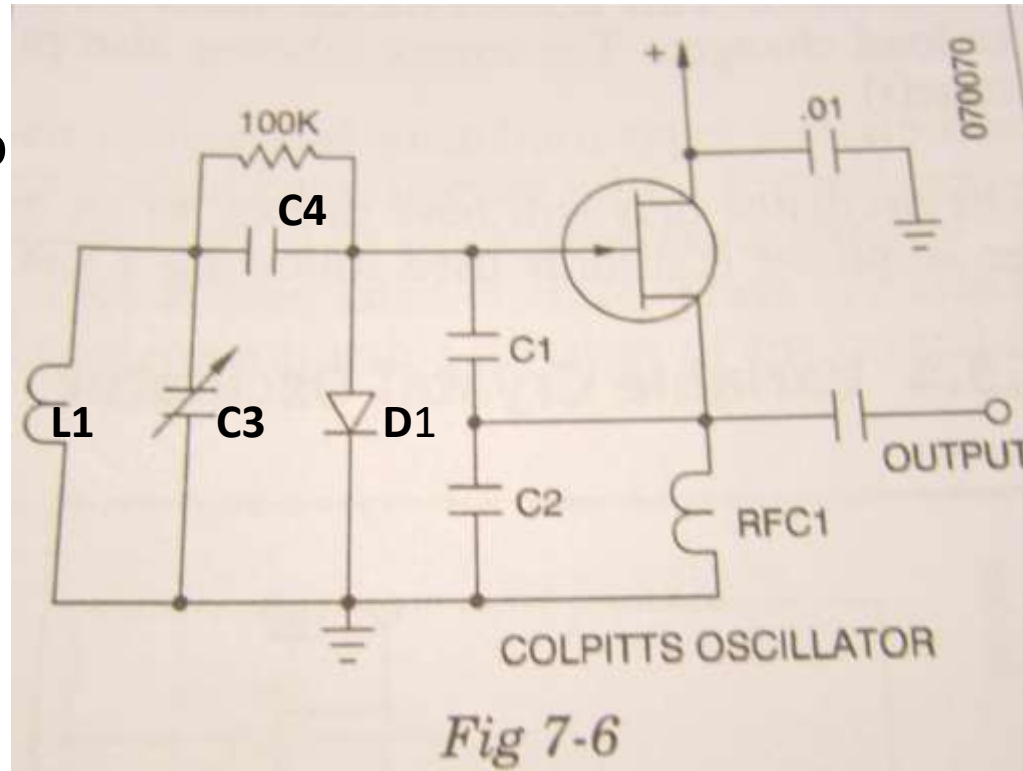 +
.01
070070
100K
C4
C1
L1
C3
D1
OUTPUT
C2
RFC1
COLPITTS OSCILLATOR
Fig 7-6